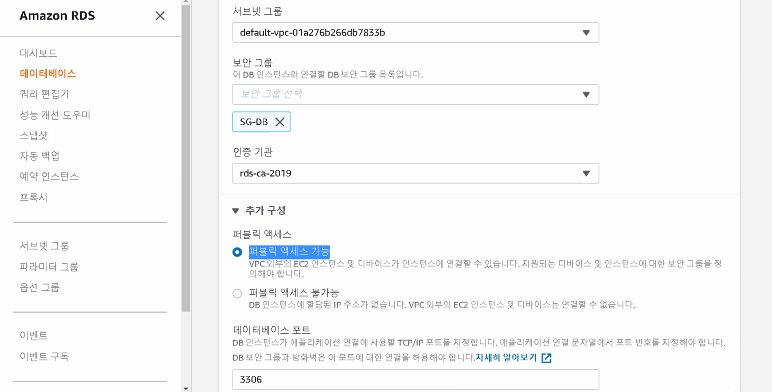 Amazon RDS
대시보드
데이터베이스
쿼리 편집기
성능 개선 도우미
스냅샷
자동 백업
예약 인스턴스
프록시
서브넷 그룹
파라미터 그룹
옵션 그룹
이벤트
이벤트 구독
서브넷 그룹
default-vpc-01a276b266db7833b
보안 그룹
이 DB 인스턴스와 연결할 DB 보안 그룹 목록입니다.
보안 그룹 선택
SG-DB
인증 기관
rds-ca-2019
추가 구성
퍼블릭 액세스
퍼블릭 액세스 가능
VPC 외부의 EC2 인스턴스 및 디바이스가 인스턴스에 연결할 수 있습니다. 지원되는 디바이스 및 인스턴스에 대한 보안 그룹을 정
의해야 합니다.
퍼블릭 액세스 불가능
DB 인스턴스에 할당된 IP 주소가 없습니다. VPC 외부의 EC2 인스턴스 및 디바이스는 연결할 수 없습니다.
데이터베이스 포트
DB 인스턴스가 애플리케이션 연결에 사용할 TCP/IP 포트를 지정합니다. 애플리케이션 연결 문자열에서 포트 번호를 지정해야 합니다.
DB 보안 그룹과 방화벽은 이 포트에 대한 연결을 허용해야 합니다.자세히 알아보기
3306